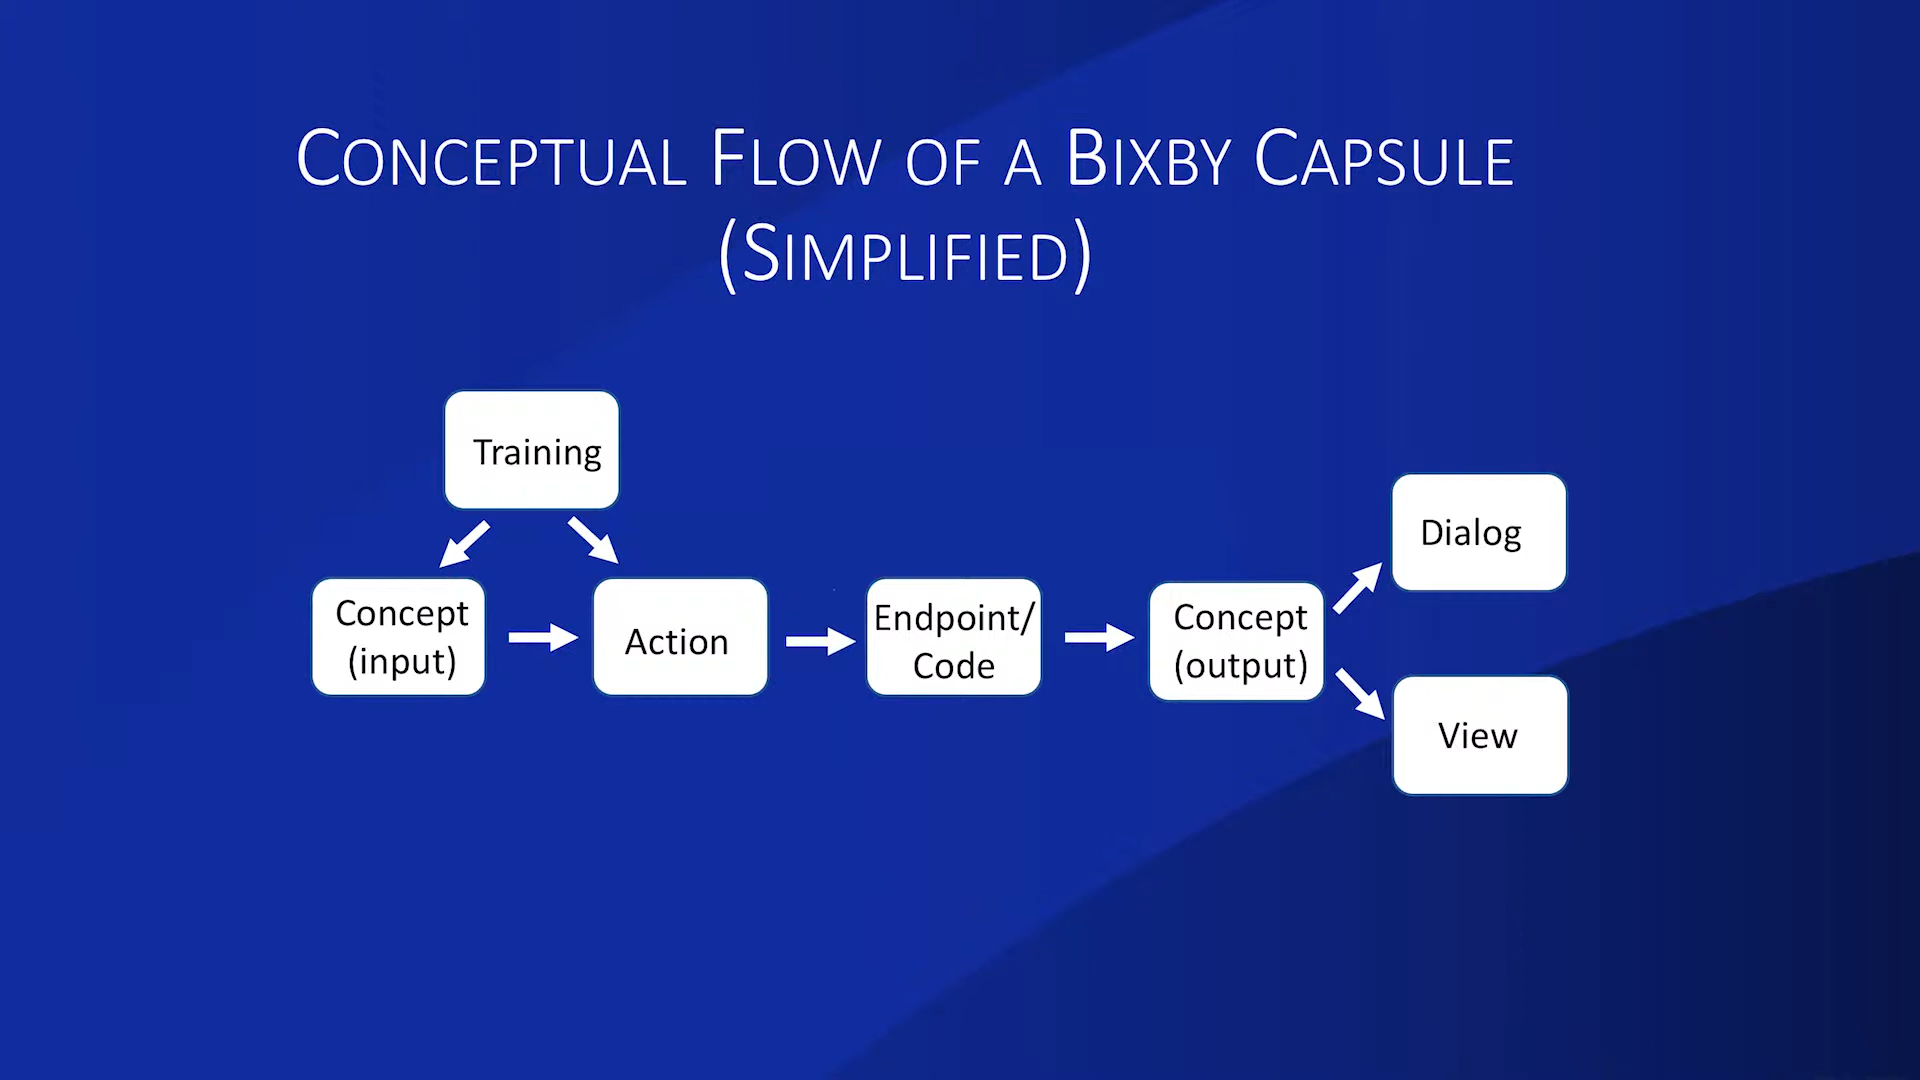 CONCEPTUAL FLOW OF A BIXBY CAPSULE
(SIMPLIFIED)
Training
Concept
(input)
Action
Endpoint/
Code
Concept
(output)
Dialog
View